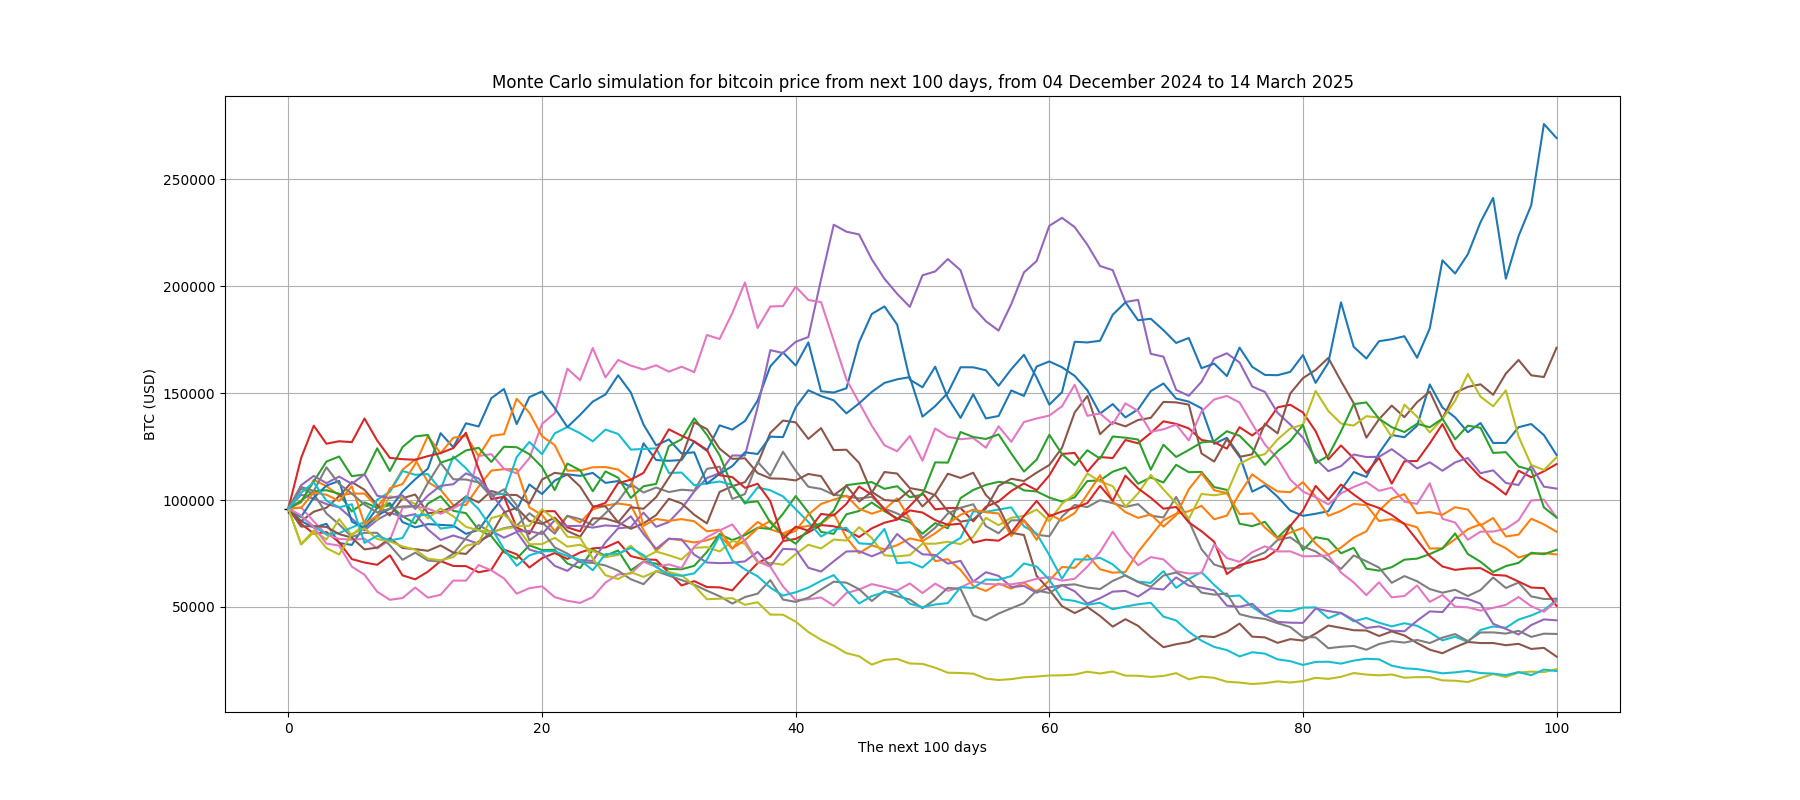 Monte Carlo simulation for bitcoin price from next 100 days, from 04 December 2024 to 14 March 2025
250000
200000
150000
100000
50000
BTC (USD)
0 20 40 60 80 100
The next 100 days